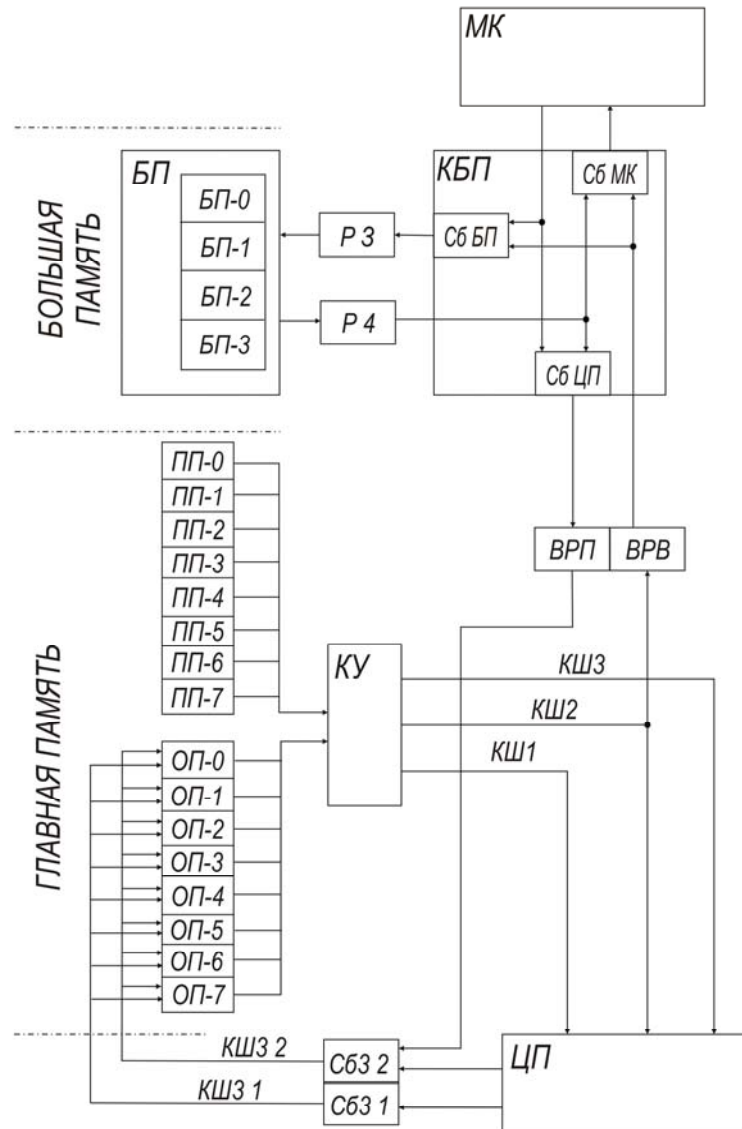 МК
БОЛЬШАЯ
ПАМЯТЬ
БП
БП-0
БП-1
БП-2
БП-3
Р 3
Р 4
КБП
Сб МК
Сб БП
Сб ЦП
ГЛАВНАЯ ПАМЯТЬ
ПП-0
ПП-1
ПП-2
ПП-3
ПП-4
ПП-5
ПП-6
ПП-7
ВРП
ВРВ
КУ
КШ3
КШ2
КШ1
ОП-0
ОП-1
ОП-2
ОП-3
ОП-4
ОП-5
ОП-6
ОП-7
КШЗ 2
СбЗ 2
КШЗ 1
СбЗ 1
ЦП